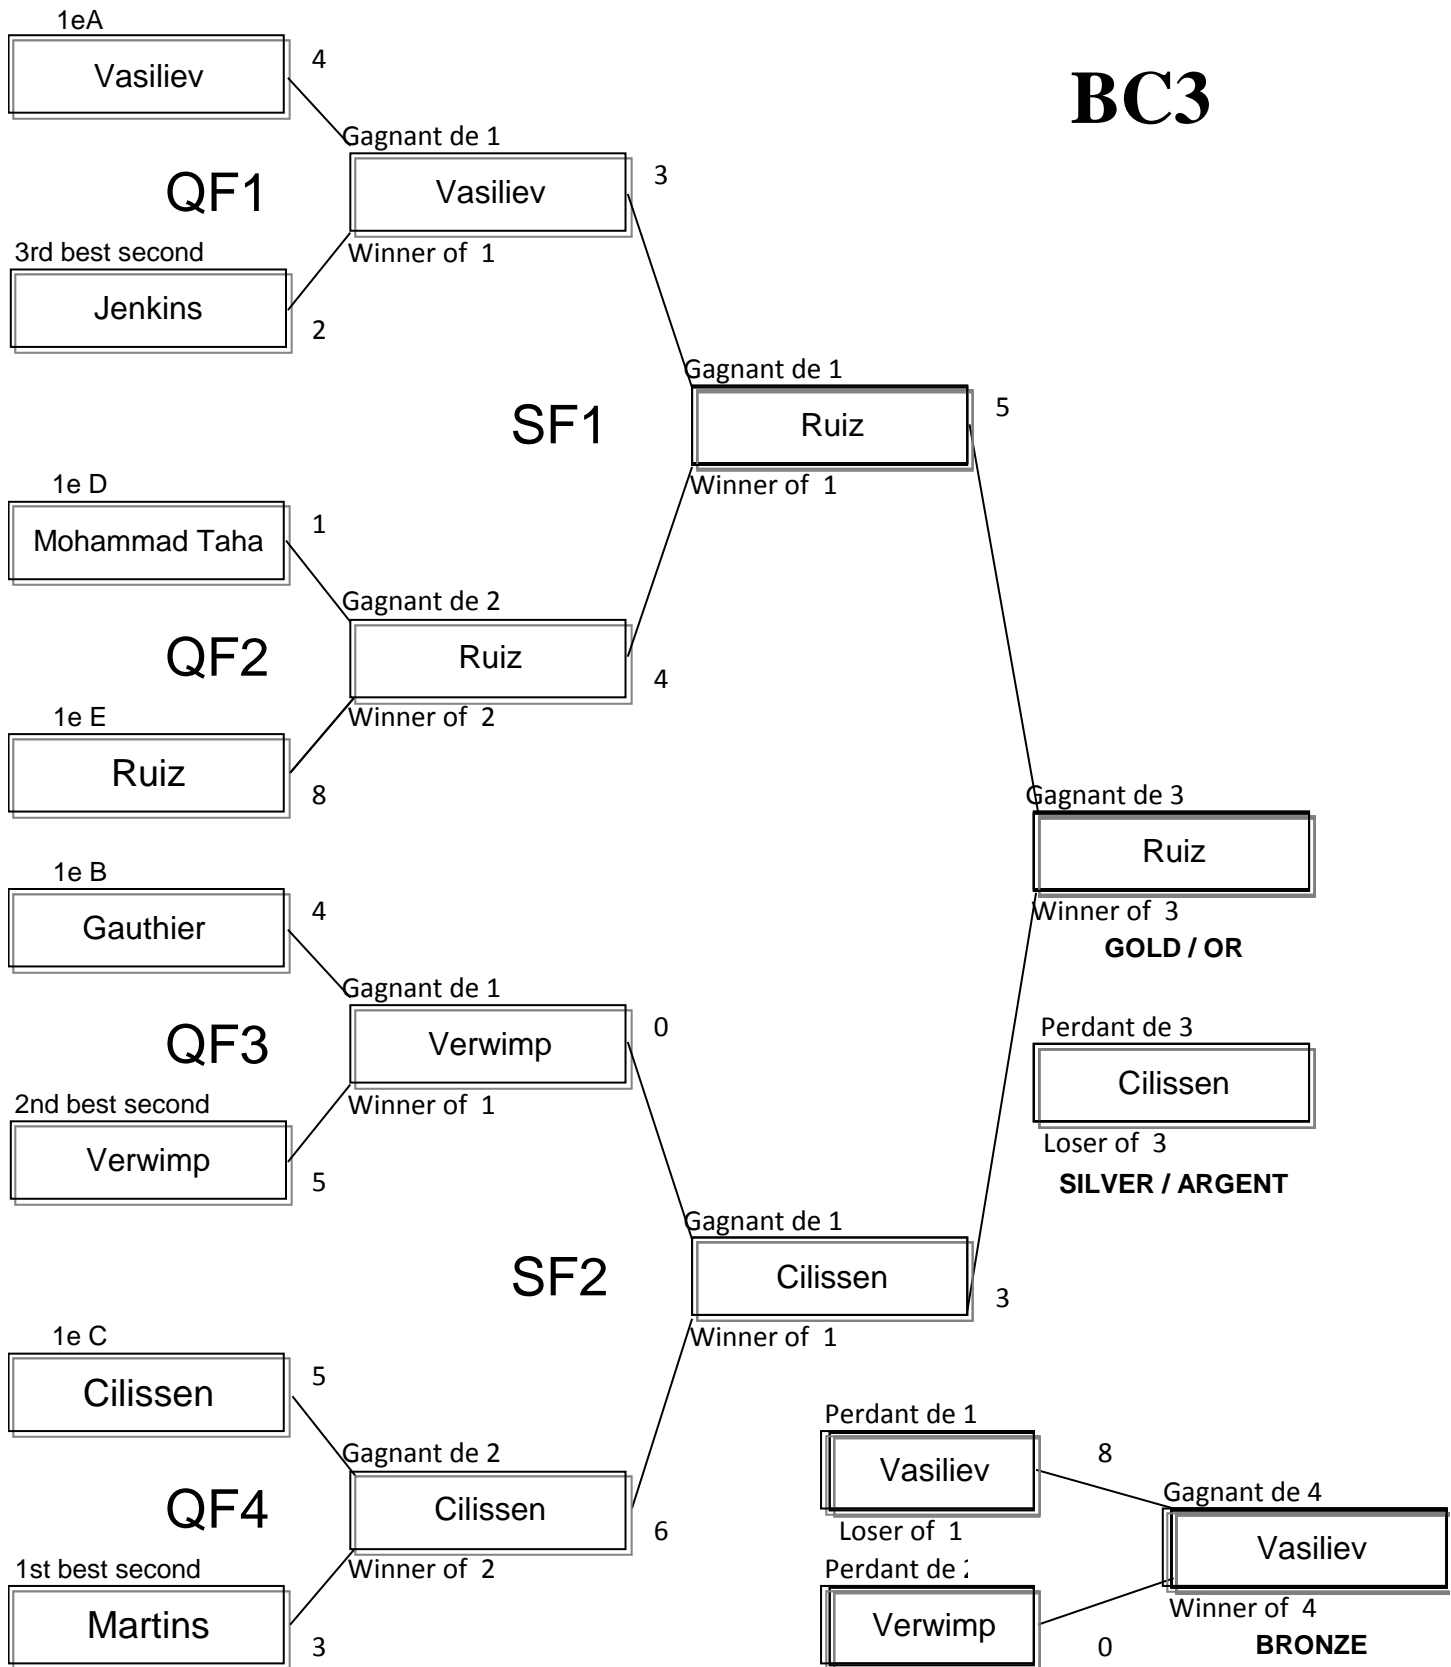 1eA
Vasiliev
4
BC3
Gagnant de 1
QF1
Vasiliev
3
3rd best second
Winner of 1
Jenkins
2
Gagnant de 1
SF1
Ruiz
5
1e D
Winner of 1
Mohammad Taha
1
Gagnant de 2
QF2
Ruiz
4
1e E
Winner of 2
Ruiz
8
Gagnant de 3
Ruiz
1e B
Winner of 3
Gauthier
4
GOLD / OR
Gagnant de 1
QF3
Verwimp
0
Perdant de 3
Cilissen
2nd best second
Winner of 1
Loser of 3
Verwimp
5
SILVER / ARGENT
Gagnant de 1
SF2
Cilissen
3
1e C
Winner of 1
Cilissen
5
Perdant de 1
Gagnant de 2
Vasiliev
8
QF4
Cilissen
6
Gagnant de 4
Loser of 1
Vasiliev
1st best second
Winner of 2
Perdant de
Winner of 4
Martins
3
Verwimp
0
BRONZE